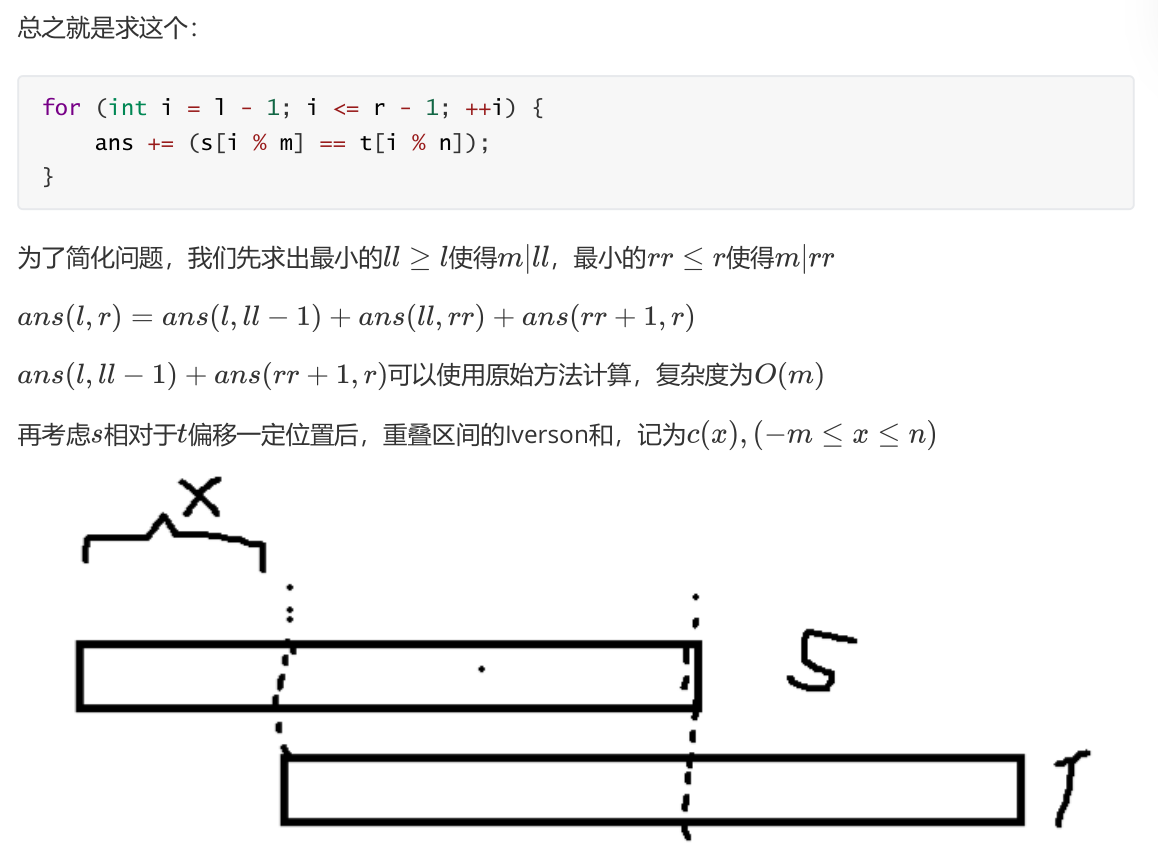 总之就是求这个：
for (int i = l - 1; i <= r - 1; ++i) {
    ans += (s[i % m] == t[i % n]);
}
为了简化问题，我们先求出最小的ll ≥ l使得m|ll，最小的rr ≤ r使得m|rr
ans(l, r) = ans(l, ll − 1) + ans(ll, rr) + ans(rr + 1, r)
ans(l, ll − 1) + ans(rr + 1, r)可以使用原始方法计算，复杂度为O(m)
再考虑s相对于t偏移一定位置后，重叠区间的Iverson和，记为c(x), (−m ≤ x ≤ n)
X
S
T